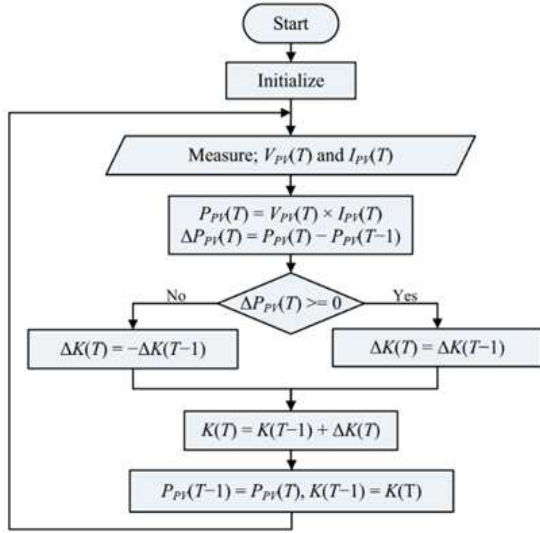 Start
Initialize
Measure; V_PV(T) and I_PV(T)
P_PV(T) = V_PV(T) × I_PV(T)
ΔP_PV(T) = P_PV(T) − P_PV(T−1)
No
ΔP_PV(T) >= 0
Yes
ΔK(T) = −ΔK(T−1)
ΔK(T) = ΔK(T−1)
K(T) = K(T−1) + ΔK(T)
P_PV(T−1) = P_PV(T), K(T−1) = K(T)